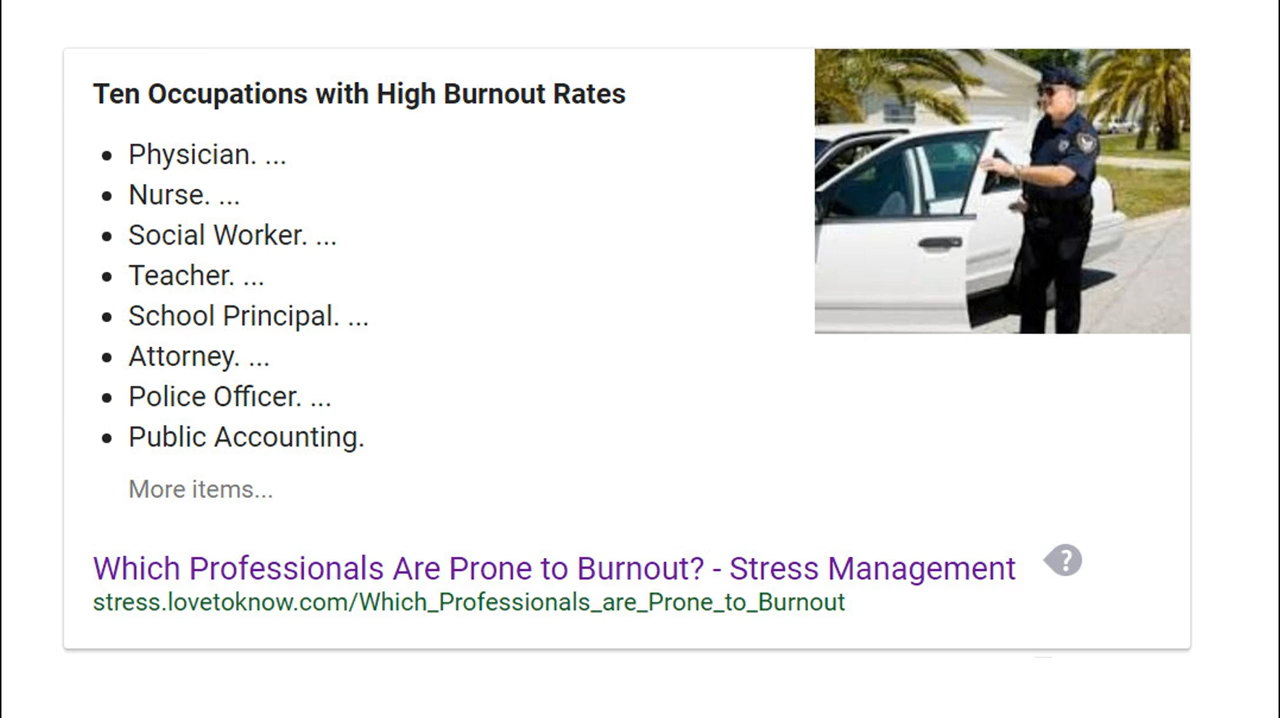 Ten Occupations with High Burnout Rates
• Physician. ...
• Nurse. ...
• Social Worker. ...
• Teacher. ...
• School Principal. ...
• Attorney. ...
• Police Officer. ...
• Public Accounting.
More items...
Which Professionals Are Prone to Burnout? - Stress Management
?
stress.lovetoknow.com/Which_Professionals_are_Prone_to_Burnout